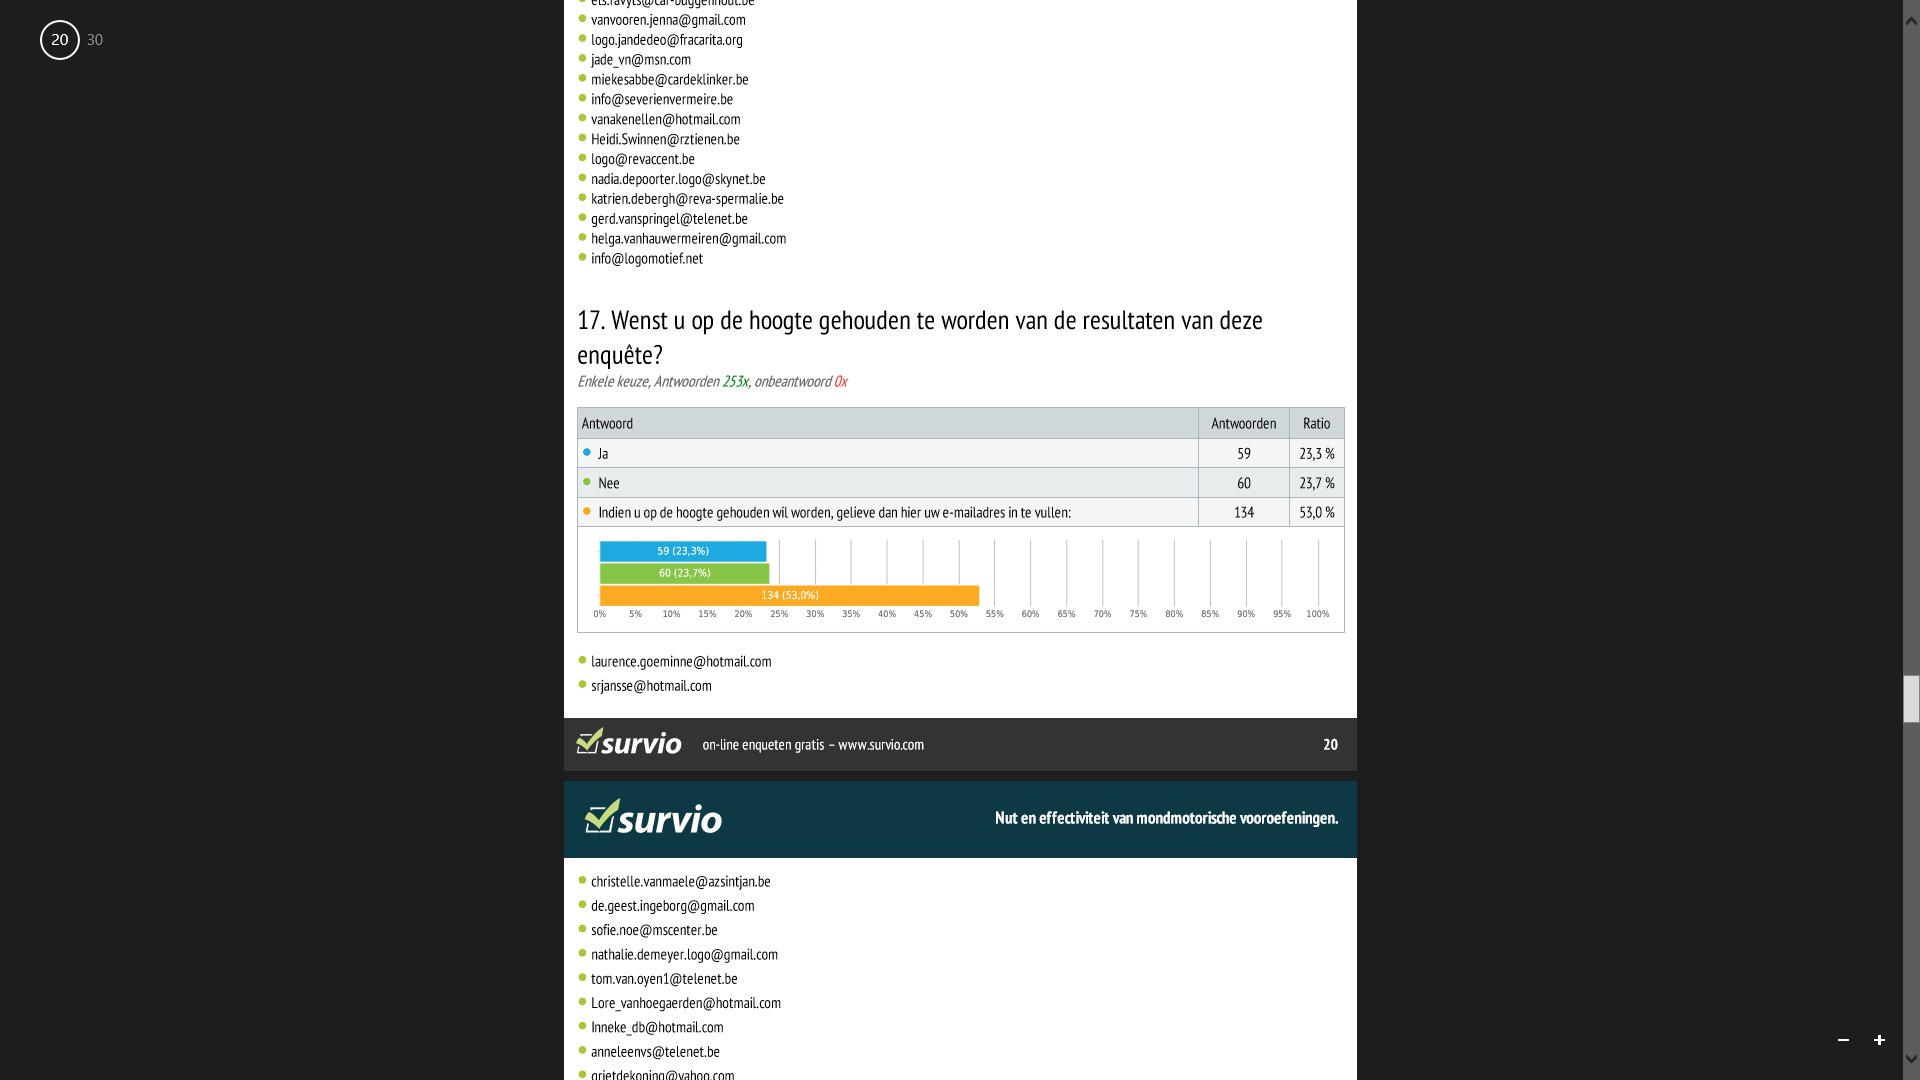 20 30
els.ravyts@car-buggenhout.be
vanvooren.jenna@gmail.com
logo.jandedeo@fracarita.org
jade_vn@msn.com
miekesabbe@cardeklinker.be
info@severienvermeire.be
vanakenellen@hotmail.com
Heidi.Swinnen@rztienen.be
logo@revaccent.be
nadia.depoorter.logo@skynet.be
katrien.debergh@reva-spermalie.be
gerd.vanspringel@telenet.be
helga.vanhauwermeiren@gmail.com
info@logomotief.net
17. Wenst u op de hoogte gehouden te worden van de resultaten van deze
enquête?
Enkele keuze, Antwoorden 253x, onbeantwoord 0x
Antwoord Antwoorden Ratio
Ja 59 23,3 %
Nee 60 23,7 %
Indien u op de hoogte gehouden wil worden, gelieve dan hier uw e-mailadres in te vullen: 134 53,0 %
59 (23,3%)
60 (23,7%)
134 (53,0%)
0% 5% 10% 15% 20% 25% 30% 35% 40% 45% 50% 55% 60% 65% 70% 75% 80% 85% 90% 95% 100%
laurence.goeminne@hotmail.com
srjansse@hotmail.com
survio on-line enqueten gratis – www.survio.com 20
survio Nut en effectiviteit van mondmotorische vooroefeningen.
christelle.vanmaele@azsintjan.be
de.geest.ingeborg@gmail.com
sofie.noe@mscenter.be
nathalie.demeyer.logo@gmail.com
tom.van.oyen1@telenet.be
Lore_vanhoegaerden@hotmail.com
Inneke_db@hotmail.com
anneleenvs@telenet.be
grietdekoning@yahoo.com